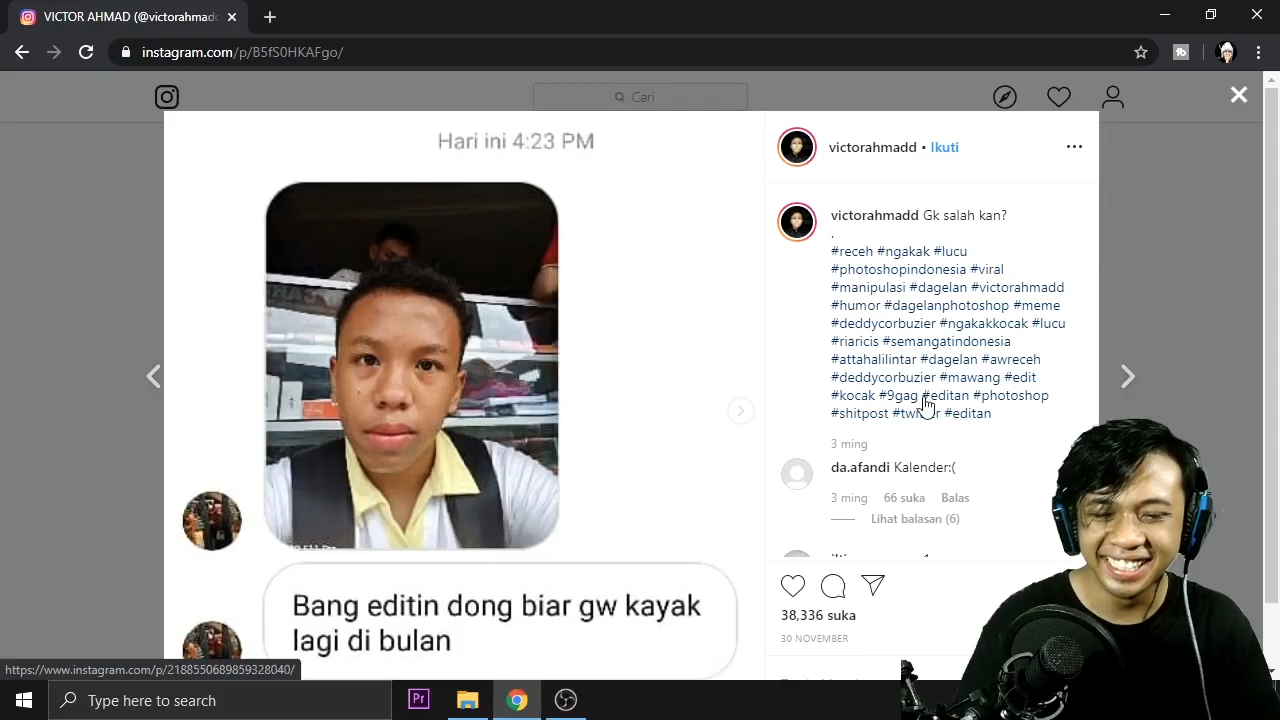 VICTOR AHMAD (@victorahmadd
instagram.com/p/B5fS0HKAFgo/
Cari
Hari ini 4:23 PM
Bang editin dong biar gw kayak
lagi di bulan
victorahmadd • Ikuti
victorahmadd Gk salah kan?
.
#receh #ngakak #lucu
#photoshopindonesia #viral
#manipulasi #dagelan #victorahmadd
#humor #dagelanphotoshop #meme
#deddycorbuzier #ngakakkocak #lucu
#riaricis #semangatindonesia
#attahalilintar #dagelan #awreceh
#deddycorbuzier #mawang #edit
#kocak #9gag #editan #photoshop
#shitpost #twitter #editan
3 ming
da.afandi Kalender:(
3 ming 66 suka Balas
Lihat balasan (6)
38,336 suka
30 NOVEMBER
https://www.instagram.com/p/2188550689859328040/
Type here to search
Pr